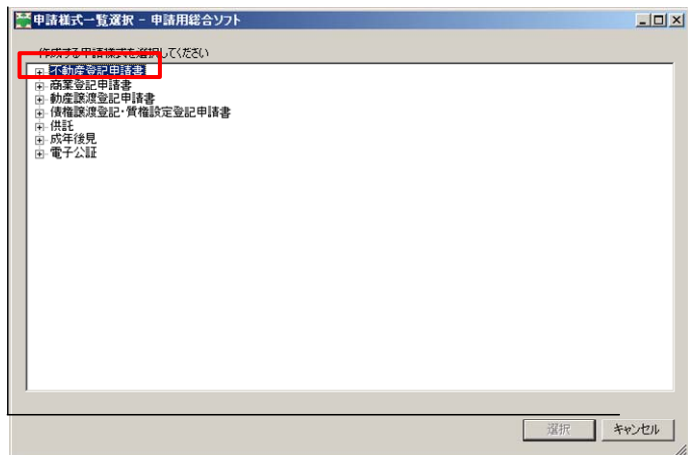 申請様式一覧選択 - 申請用総合ソフト
作成する申請様式を選択してください
不動産登記申請書
商業登記申請書
動産譲渡登記申請書
債権譲渡登記・質権設定登記申請書
供託
成年後見
電子公証
選択
キャンセル